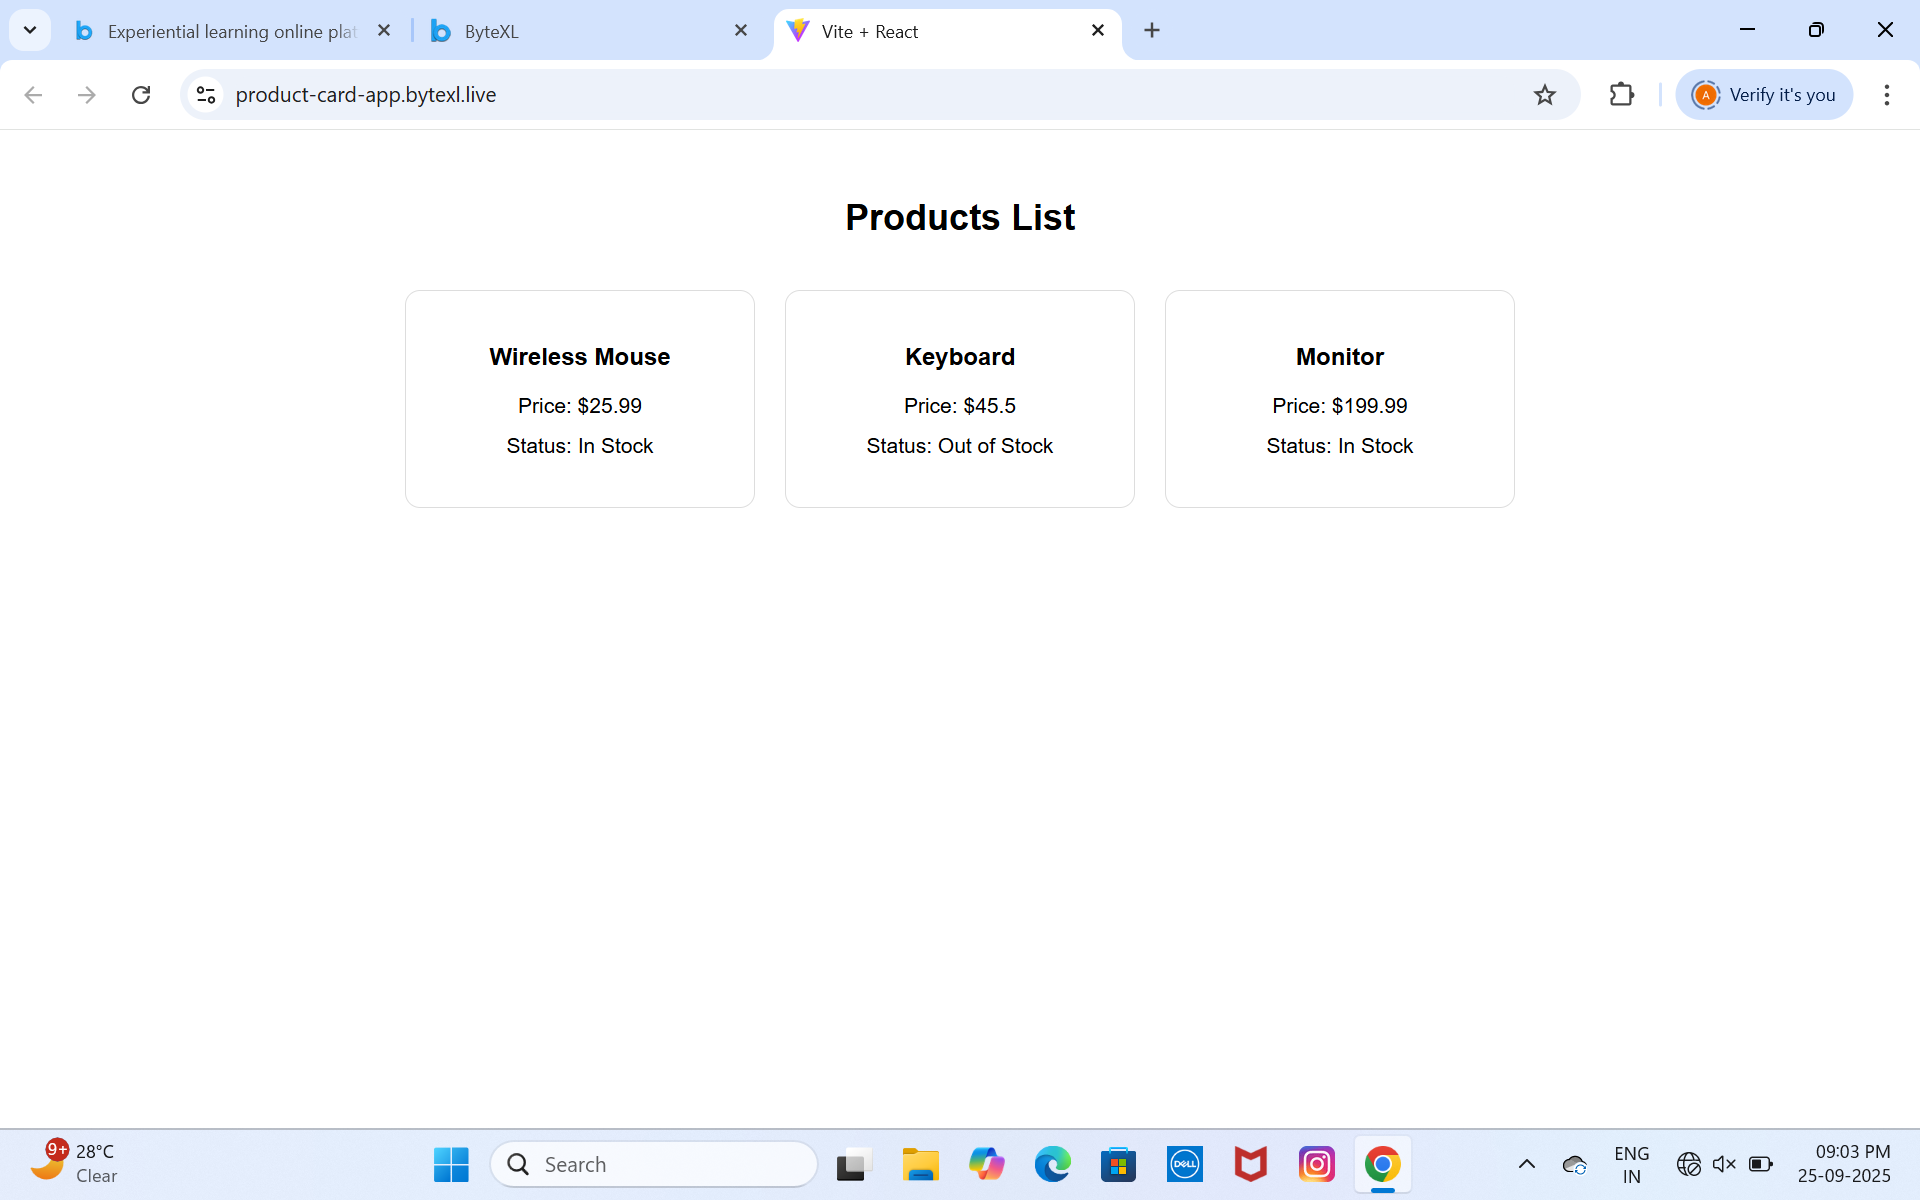 Experiential learning online plat
ByteXL
Vite + React
product-card-app.bytexl.live
A
Verify it's you
Products List
Wireless Mouse
Price: $25.99
Status: In Stock
Keyboard
Price: $45.5
Status: Out of Stock
Monitor
Price: $199.99
Status: In Stock
9+
28°C
Clear
Search
DELL
ENG
IN
09:03 PM
25-09-2025